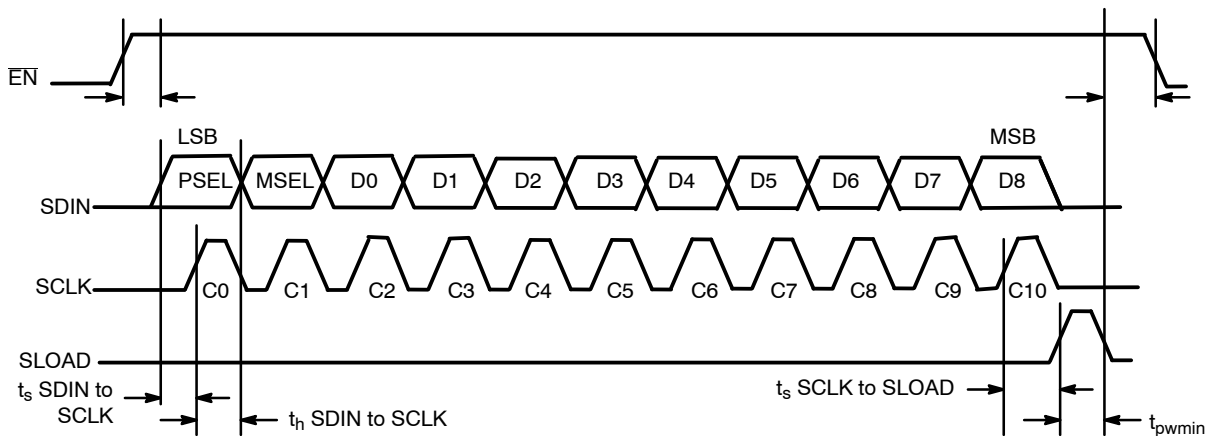 E̅N̅
LSB MSB
PSEL MSEL D0 D1 D2 D3 D4 D5 D6 D7 D8
SDIN
SCLK
C0 C1 C2 C3 C4 C5 C6 C7 C8 C9 C10
SLOAD
ts SDIN to
SCLK
th SDIN to SCLK
ts SCLK to SLOAD
tpwmin